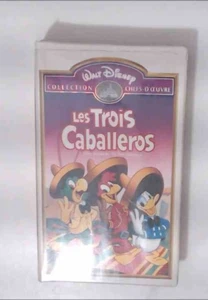 WALT DISNEY
COLLECTION CHEFS-D'ŒUVRE
LES TROIS
CABALLEROS